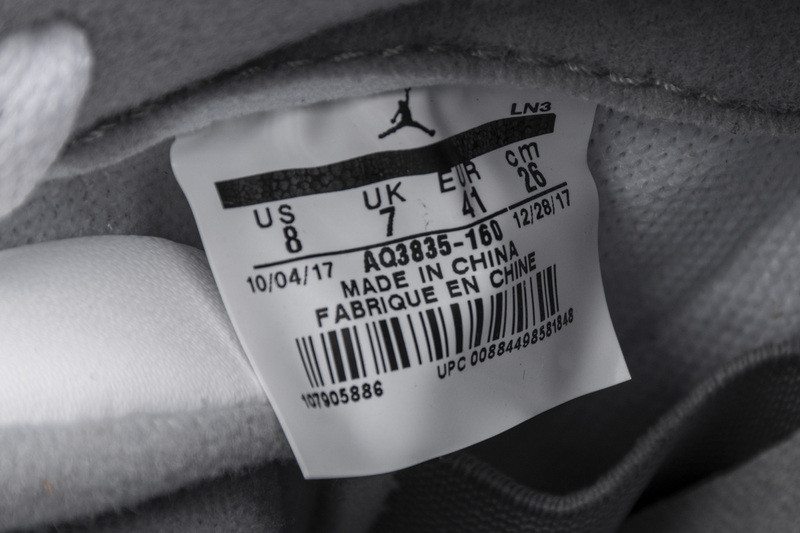 LN3
US UK EUR cm
8 7 41 26
10/04/17 AQ3835-160 12/28/17
MADE IN CHINA
FABRIQUE EN CHINE
107905886 UPC 00884498581848